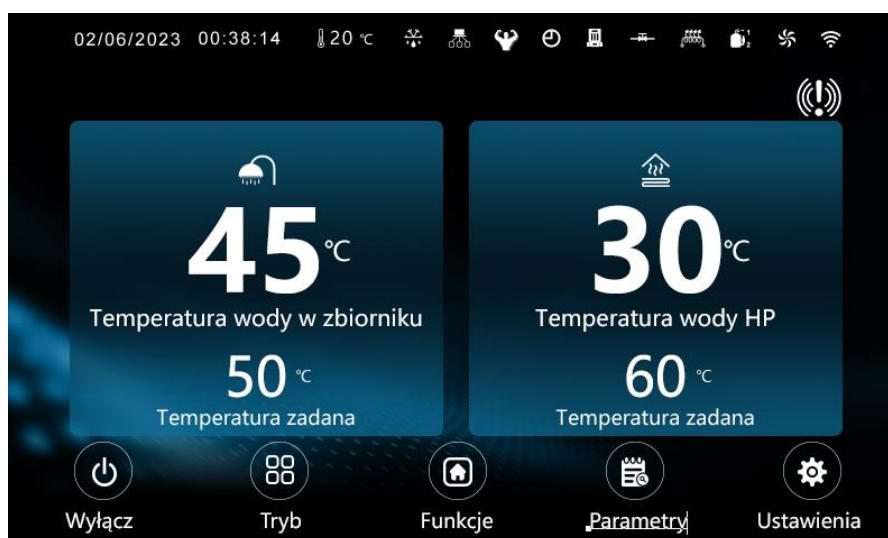 02/06/2023 00:38:14 20 ℃
45℃ 30℃
Temperatura wody w zbiorniku Temperatura wody HP
50 ℃ 60 ℃
Temperatura zadana Temperatura zadana
Wyłącz Tryb Funkcje Parametry Ustawienia